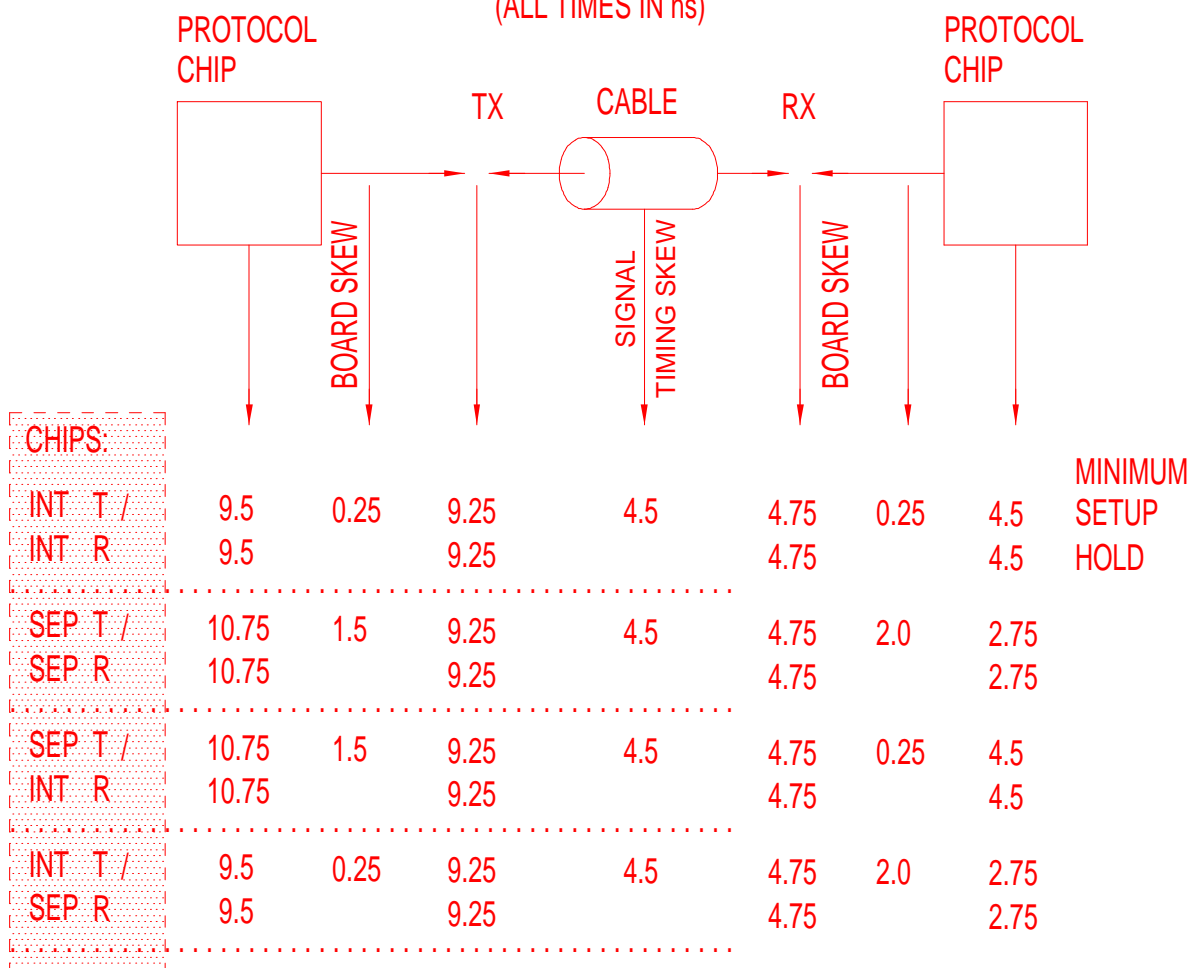 (ALL TIMES IN ns)
PROTOCOL
CHIP
PROTOCOL
CHIP
TX
CABLE
RX
BOARD SKEW
SIGNAL
TIMING SKEW
BOARD SKEW
CHIPS:
MINIMUM
INT T / 9.5 0.25 9.25 4.5 4.75 0.25 4.5 SETUP
INT R 9.5 9.25 4.75 4.5 HOLD
SEP T / 10.75 1.5 9.25 4.5 4.75 2.0 2.75
SEP R 10.75 9.25 4.75 2.75
SEP T / 10.75 1.5 9.25 4.5 4.75 0.25 4.5
INT R 10.75 9.25 4.75 4.5
INT T / 9.5 0.25 9.25 4.5 4.75 2.0 2.75
SEP R 9.5 9.25 4.75 2.75